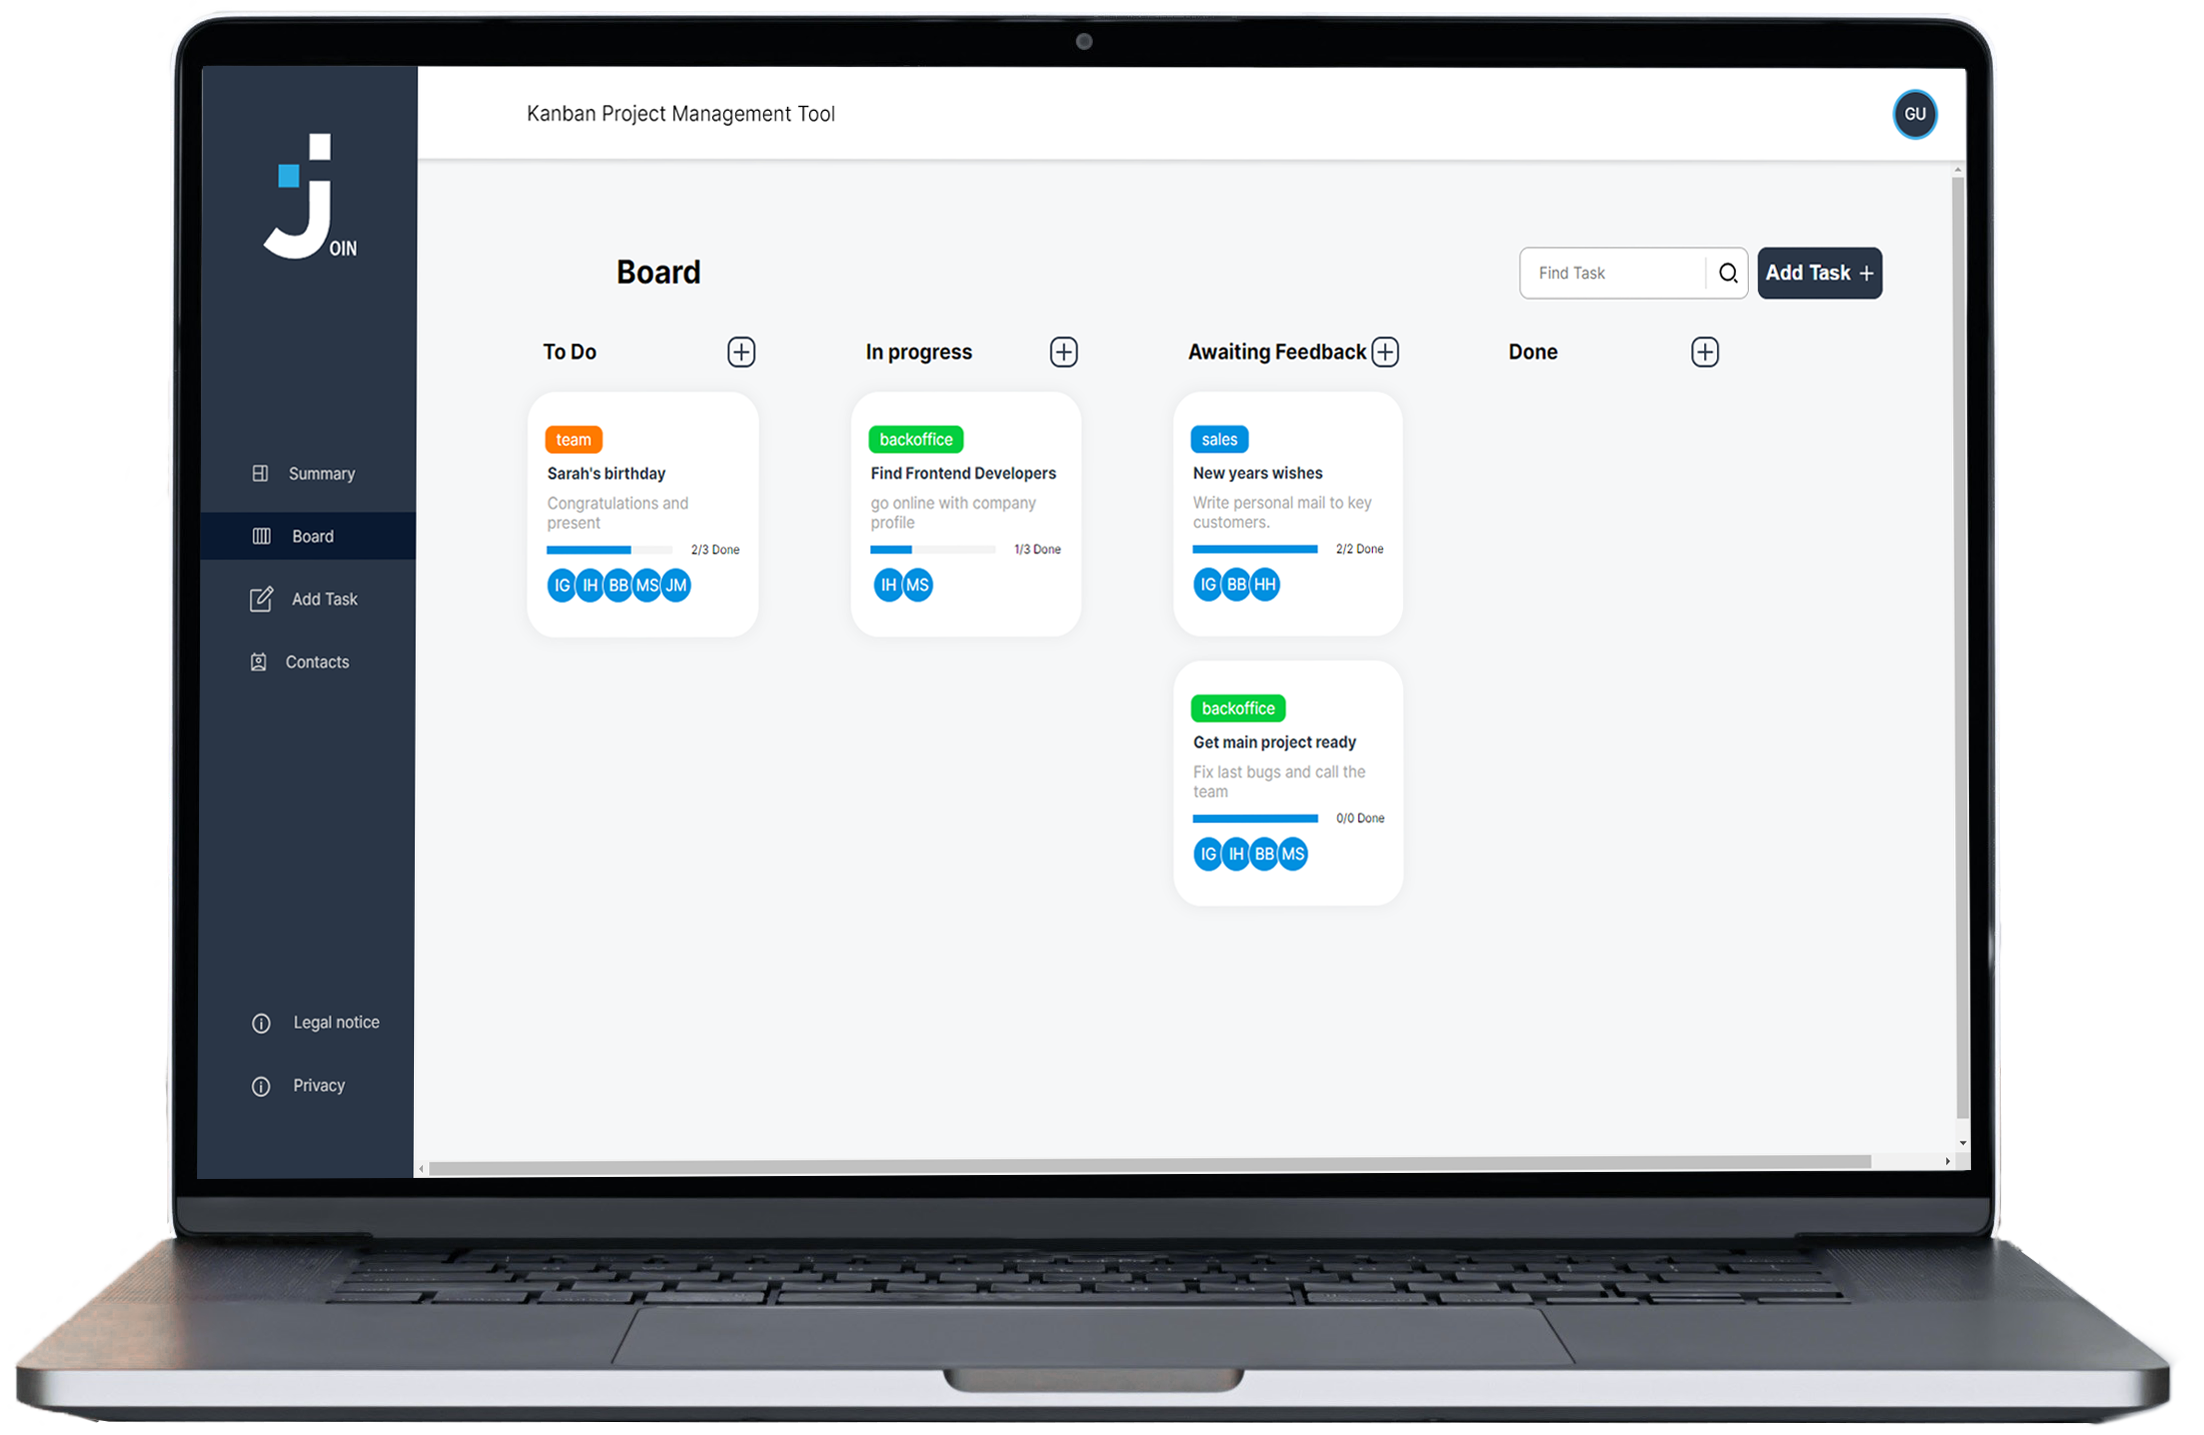 Kanban Project Management Tool
GU
JOIN
Board
Find Task
Add Task +
To Do
In progress
Awaiting Feedback
Done
team
Sarah's birthday
Congratulations and
present
2/3 Done
IG IH BB MS JM
backoffice
Find Frontend Developers
go online with company
profile
1/3 Done
IH MS
sales
New years wishes
Write personal mail to key
customers.
2/2 Done
IG BB HH
backoffice
Get main project ready
Fix last bugs and call the
team
0/0 Done
IG IH BB MS
Summary
Board
Add Task
Contacts
Legal notice
Privacy